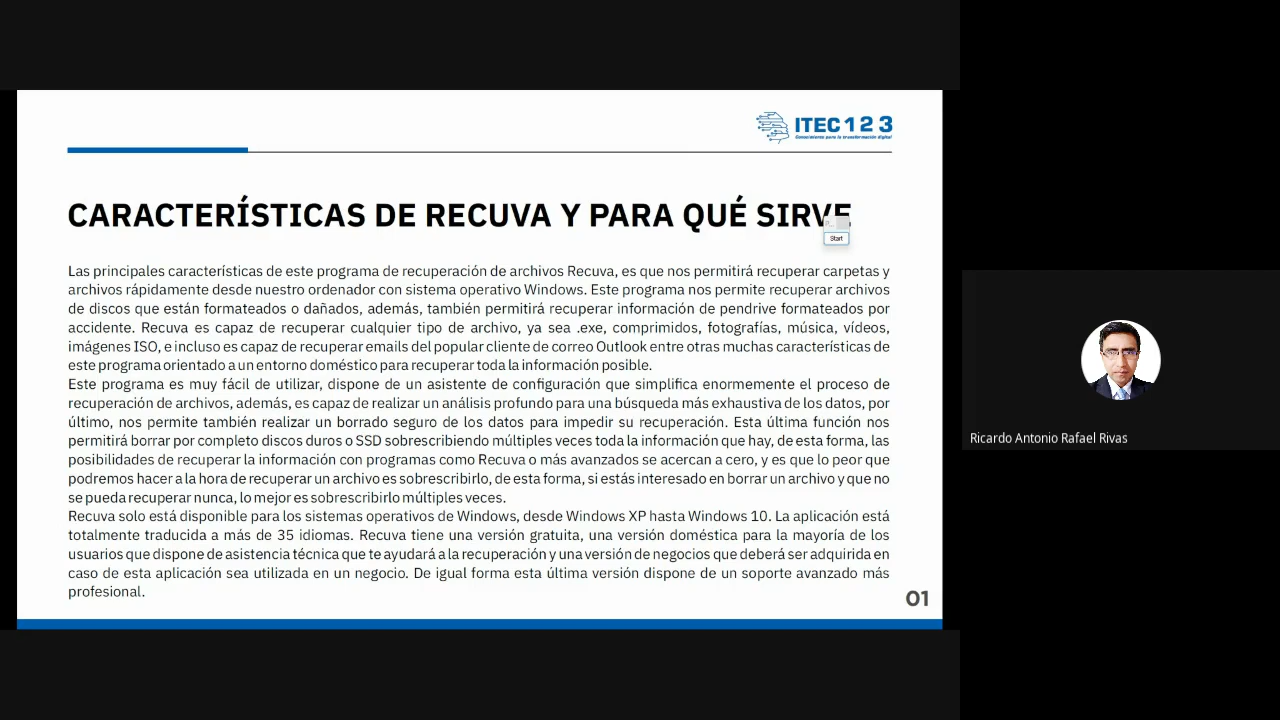 ITEC 1 2 3
Conocimiento para la transformación digital
CARACTERÍSTICAS DE RECUVA Y PARA QUÉ SIRVE
Start
Las principales características de este programa de recuperación de archivos Recuva, es que nos permitirá recuperar carpetas y
archivos rápidamente desde nuestro ordenador con sistema operativo Windows. Este programa nos permite recuperar archivos
de discos que están formateados o dañados, además, también permitirá recuperar información de pendrive formateados por
accidente. Recuva es capaz de recuperar cualquier tipo de archivo, ya sea .exe, comprimidos, fotografías, música, vídeos,
imágenes ISO, e incluso es capaz de recuperar emails del popular cliente de correo Outlook entre otras muchas características de
este programa orientado a un entorno doméstico para recuperar toda la información posible.
Este programa es muy fácil de utilizar, dispone de un asistente de configuración que simplifica enormemente el proceso de
recuperación de archivos, además, es capaz de realizar un análisis profundo para una búsqueda más exhaustiva de los datos, por
último, nos permite también realizar un borrado seguro de los datos para impedir su recuperación. Esta última función nos
permitirá borrar por completo discos duros o SSD sobrescribiendo múltiples veces toda la información que hay, de esta forma, las
posibilidades de recuperar la información con programas como Recuva o más avanzados se acercan a cero, y es que lo peor que
podremos hacer a la hora de recuperar un archivo es sobrescribirlo, de esta forma, si estás interesado en borrar un archivo y que no
se pueda recuperar nunca, lo mejor es sobrescribirlo múltiples veces.
Recuva solo está disponible para los sistemas operativos de Windows, desde Windows XP hasta Windows 10. La aplicación está
totalmente traducida a más de 35 idiomas. Recuva tiene una versión gratuita, una versión doméstica para la mayoría de los
usuarios que dispone de asistencia técnica que te ayudará a la recuperación y una versión de negocios que deberá ser adquirida en
caso de esta aplicación sea utilizada en un negocio. De igual forma esta última versión dispone de un soporte avanzado más
profesional.
01
Ricardo Antonio Rafael Rivas